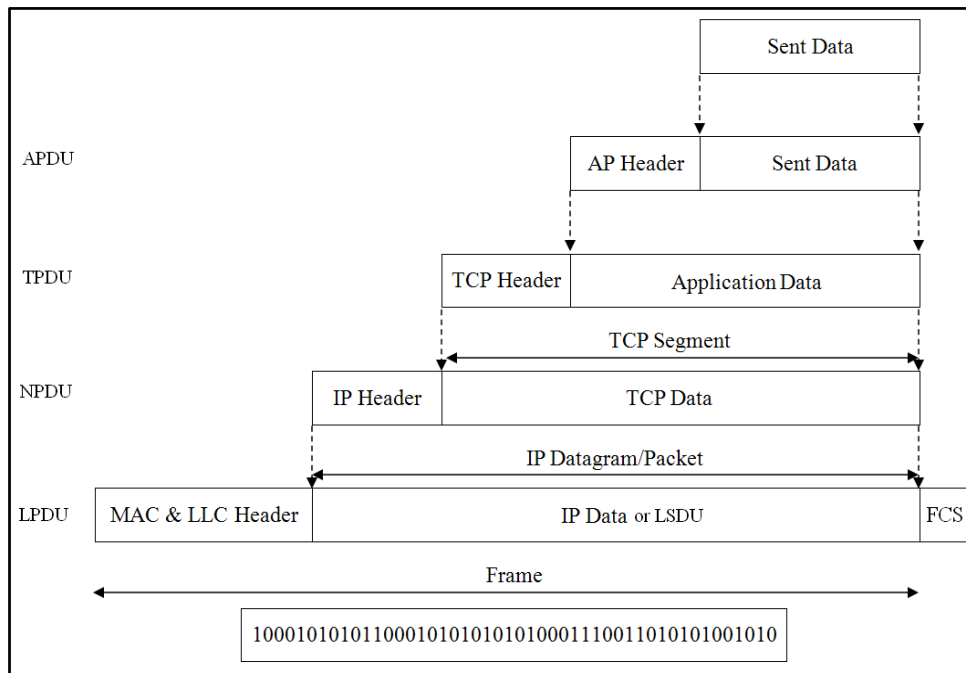 Sent Data
APDU
AP Header
Sent Data
TPDU
TCP Header
Application Data
TCP Segment
NPDU
IP Header
TCP Data
IP Datagram/Packet
LPDU
MAC & LLC Header
IP Data or LSDU
FCS
Frame
100010101011000101010101010001110011010101001010